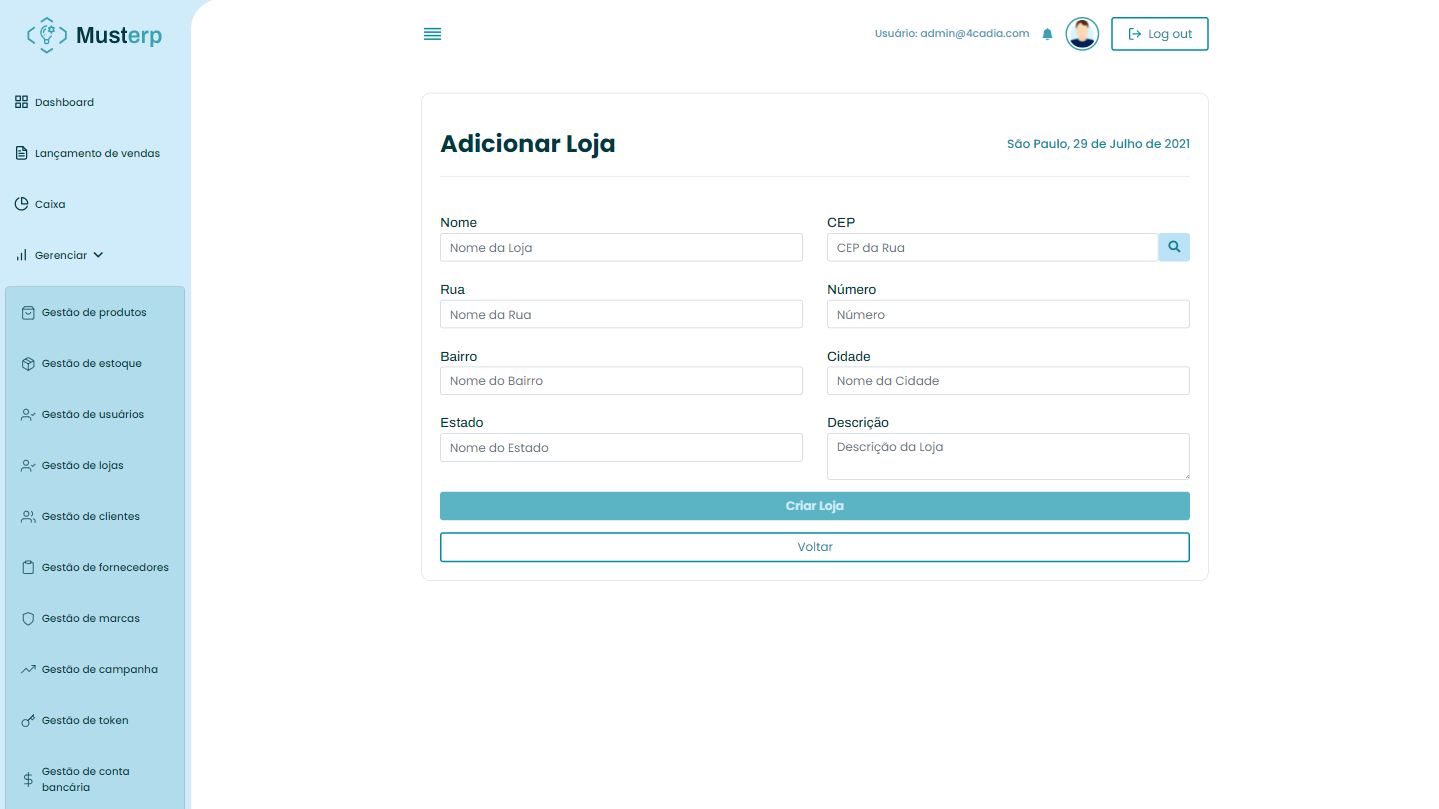 Musterp
Usuário: admin@4cadia.com
Log out
Dashboard
Lançamento de vendas
Caixa
Gerenciar
Gestão de produtos
Gestão de estoque
Gestão de usuários
Gestão de lojas
Gestão de clientes
Gestão de fornecedores
Gestão de marcas
Gestão de campanha
Gestão de token
Gestão de conta
bancária
Adicionar Loja
São Paulo, 29 de Julho de 2021
Nome
Nome da Loja
CEP
CEP da Rua
Rua
Nome da Rua
Número
Número
Bairro
Nome do Bairro
Cidade
Nome da Cidade
Estado
Nome do Estado
Descrição
Descrição da Loja
Criar Loja
Voltar